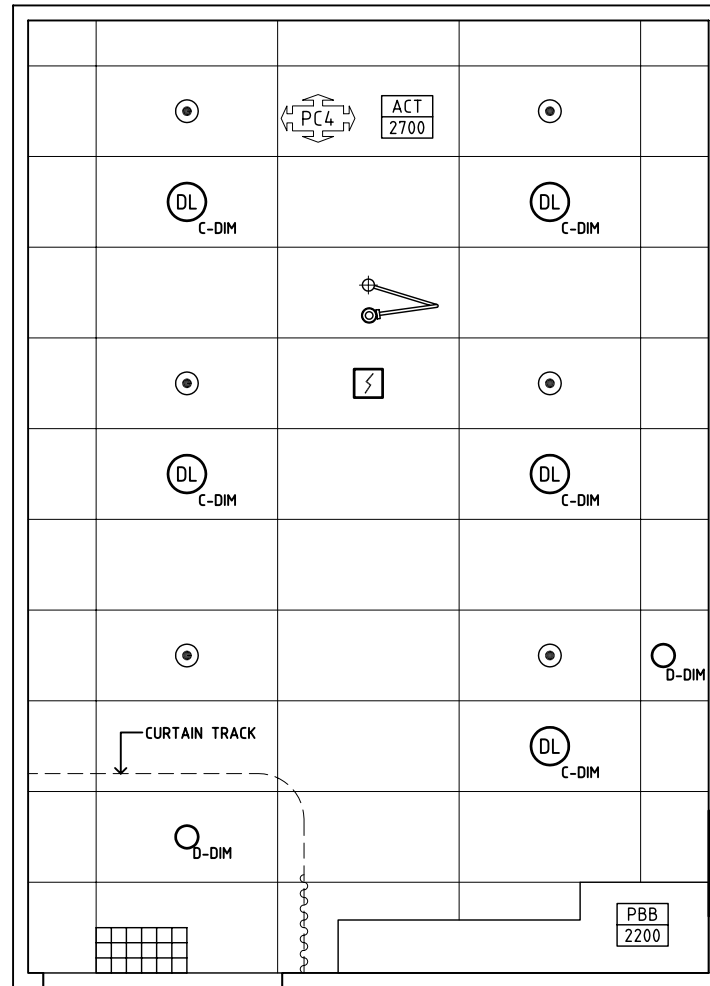 PC4
ACT
2700
DL
C-DIM
DL
C-DIM
DL
C-DIM
DL
C-DIM
D-DIM
CURTAIN TRACK
DL
C-DIM
D-DIM
PBB
2200